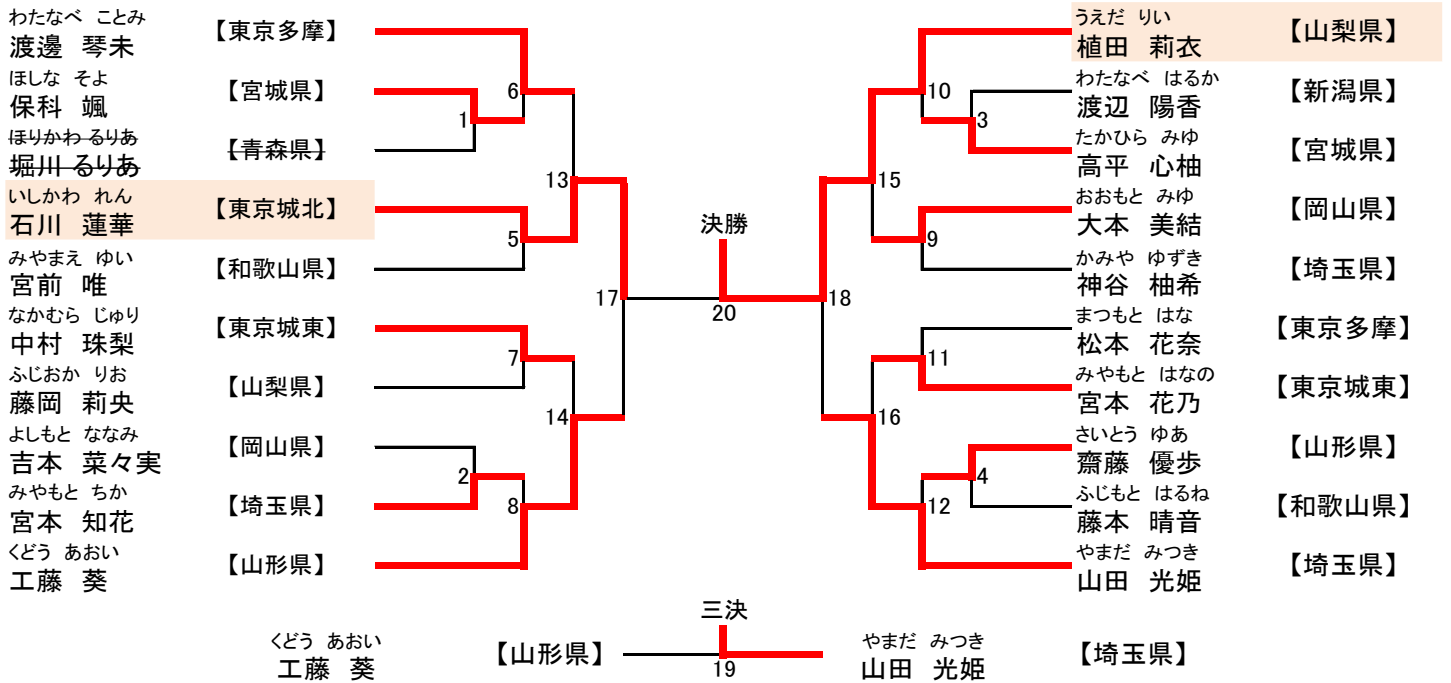 わたなべ ことみ
渡邊 琴未 【東京多摩】
ほしな そよ
保科 颯 【宮城県】
ほりかわ るりあ
堀川 るりあ 【青森県】
いしかわ れん
石川 蓮華 【東京城北】
みやまえ ゆい
宮前 唯 【和歌山県】
なかむら じゅり
中村 珠梨 【東京城東】
ふじおか りお
藤岡 莉央 【山梨県】
よしもと ななみ
吉本 菜々実 【岡山県】
みやもと ちか
宮本 知花 【埼玉県】
くどう あおい
工藤 葵 【山形県】
6
1
13
5
17
7
14
2
8
決勝
20
10
3
15
9
18
11
16
4
12
うえだ りい
植田 莉衣 【山梨県】
わたなべ はるか
渡辺 陽香 【新潟県】
たかひら みゆ
高平 心柚 【宮城県】
おおもと みゆ
大本 美結 【岡山県】
かみや ゆずき
神谷 柚希 【埼玉県】
まつもと はな
松本 花奈 【東京多摩】
みやもと はなの
宮本 花乃 【東京城東】
さいとう ゆあ
齋藤 優歩 【山形県】
ふじもと はるね
藤本 晴音 【和歌山県】
やまだ みつき
山田 光姫 【埼玉県】
三決
19
くどう あおい
工藤 葵 【山形県】
やまだ みつき
山田 光姫 【埼玉県】